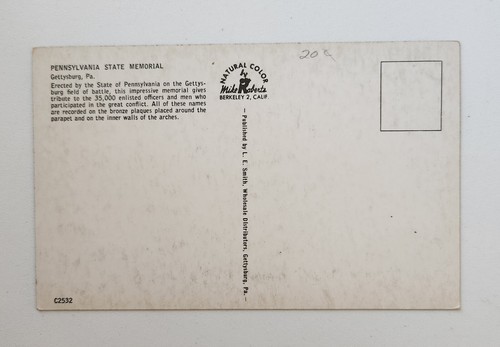 PENNSYLVANIA STATE MEMORIAL
Gettysburg, Pa.
Erected by the State of Pennsylvania on the Gettys-
burg field of battle, this impressive memorial gives
tribute to the 35,000 enlisted officers and men who
participated in the great conflict. All of these names
are recorded on the bronze plaques placed around the
parapet and on the inner walls of the arches.
C2532
NATURAL COLOR
by
Mike Roberts
BERKELEY 2, CALIF.
— Published by L. E. Smith, Wholesale Distributors, Gettysburg, Pa. —
20¢